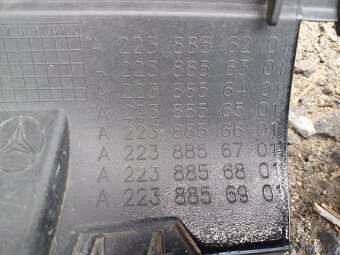 A 223 885 62 01
A 223 885 63 01
A 223 885 64 01
A 223 885 65 01
A 223 885 66 01
A 223 885 67 01
A 223 885 68 01
A 223 885 69 01